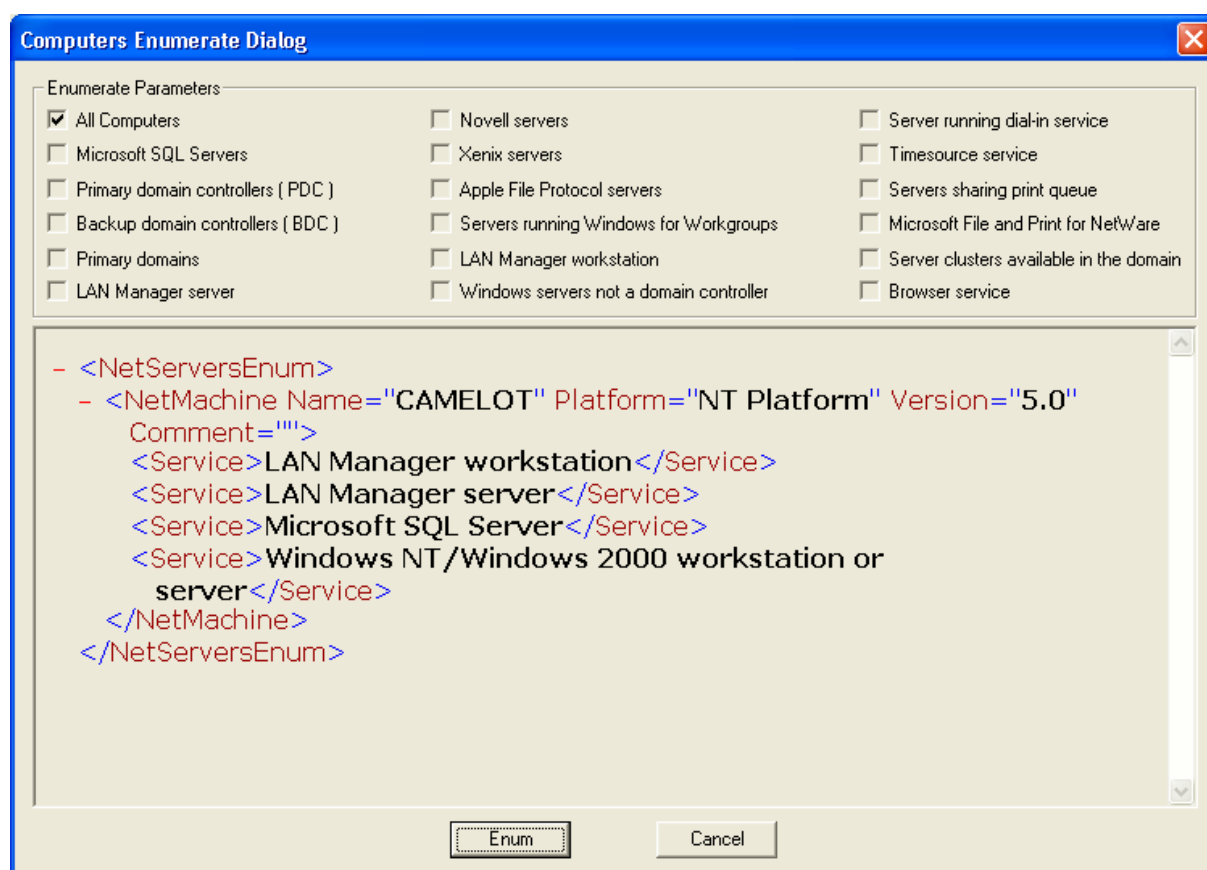 Computers Enumerate Dialog
Enumerate Parameters
All Computers
Microsoft SQL Servers
Primary domain controllers ( PDC )
Backup domain controllers ( BDC )
Primary domains
LAN Manager server
Novell servers
Xenix servers
Apple File Protocol servers
Servers running Windows for Workgroups
LAN Manager workstation
Windows servers not a domain controller
Server running dial-in service
Timesource service
Servers sharing print queue
Microsoft File and Print for NetWare
Server clusters available in the domain
Browser service
- <NetServersEnum>
- <NetMachine Name="CAMELOT" Platform="NT Platform" Version="5.0"
Comment="">
<Service>LAN Manager workstation</Service>
<Service>LAN Manager server</Service>
<Service>Microsoft SQL Server</Service>
<Service>Windows NT/Windows 2000 workstation or
server</Service>
</NetMachine>
</NetServersEnum>
Enum
Cancel